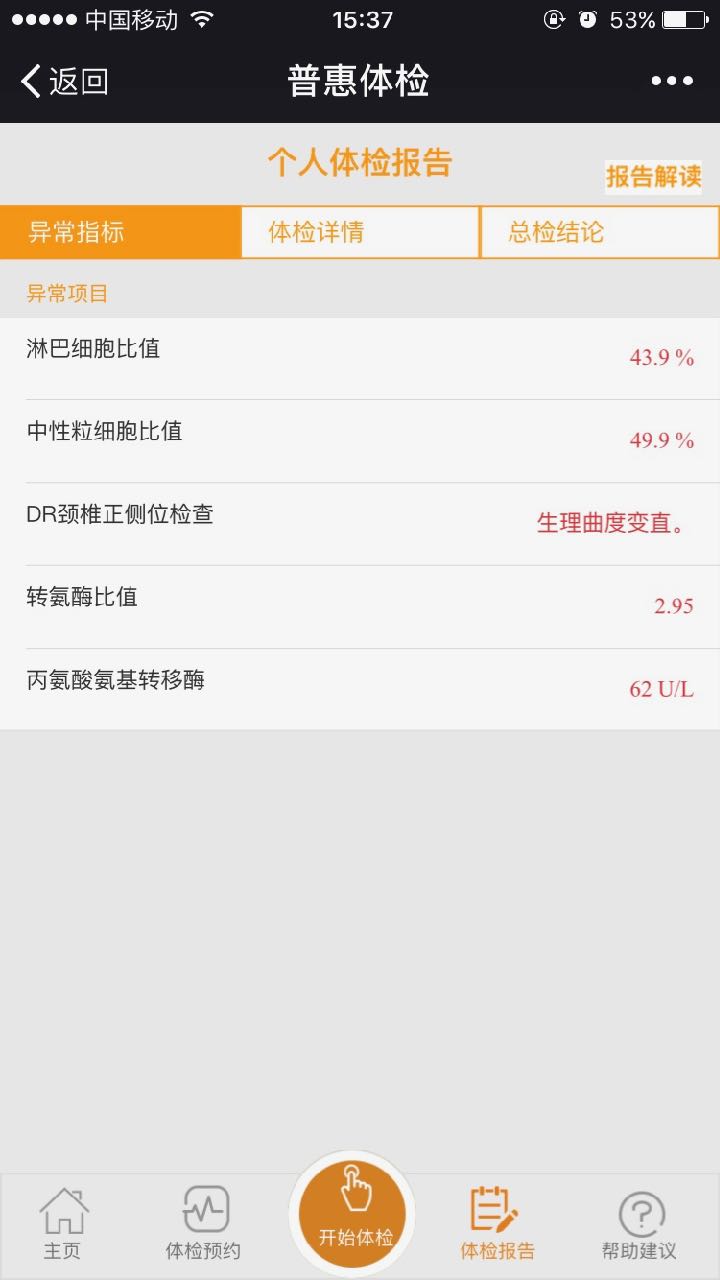 中国移动 15:37 53%
返回 普惠体检
个人体检报告
报告解读
异常指标 体检详情 总检结论
异常项目
淋巴细胞比值
43.9 %
中性粒细胞比值
49.9 %
DR颈椎正侧位检查
生理曲度变直。
转氨酶比值
2.95
丙氨酸氨基转移酶
62 U/L
开始体检
主页 体检预约 体检报告 帮助建议